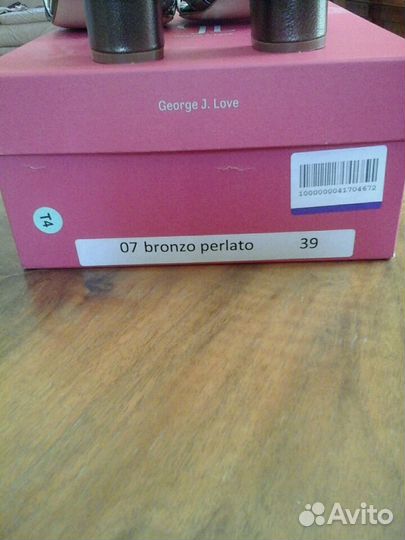 George J. Love
1000000041704672
T4
07 bronzo perlato 39
Avito